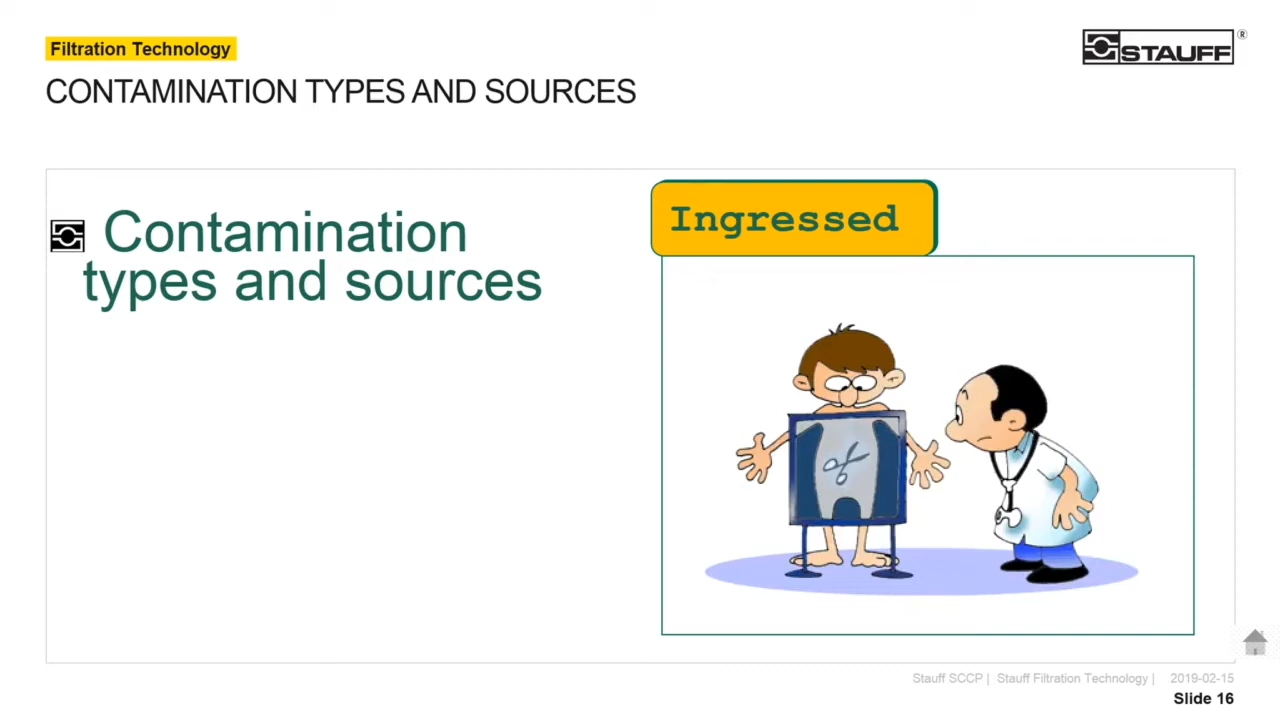 Filtration Technology
STAUFF®
CONTAMINATION TYPES AND SOURCES
Contamination
types and sources
Ingressed
Stauff SCCP | Stauff Filtration Technology | 2019-02-15
Slide 16